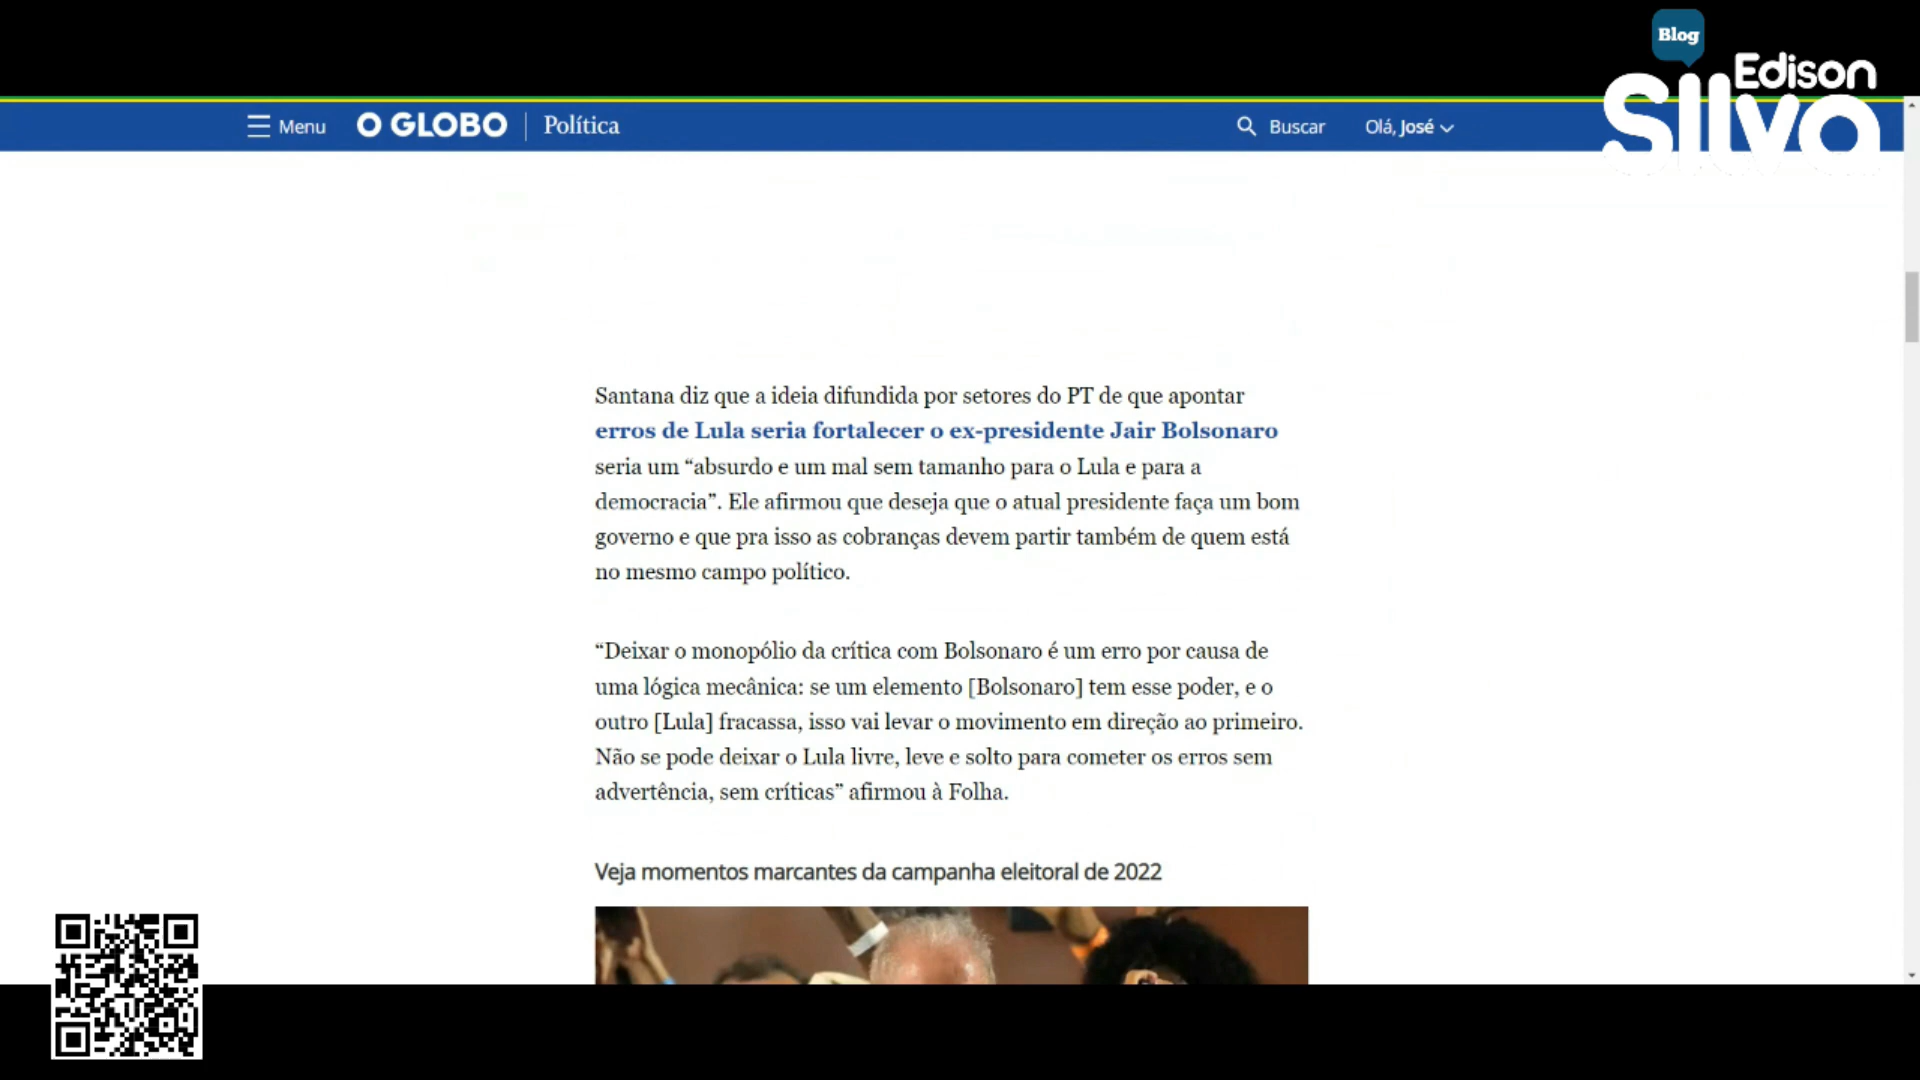 Blog
Edison
Silva
Menu
O GLOBO
Política
Buscar
Olá, José
Santana diz que a ideia difundida por setores do PT de que apontar
erros de Lula seria fortalecer o ex-presidente Jair Bolsonaro
seria um “absurdo e um mal sem tamanho para o Lula e para a
democracia”. Ele afirmou que deseja que o atual presidente faça um bom
governo e que pra isso as cobranças devem partir também de quem está
no mesmo campo político.
“Deixar o monopólio da crítica com Bolsonaro é um erro por causa de
uma lógica mecânica: se um elemento [Bolsonaro] tem esse poder, e o
outro [Lula] fracassa, isso vai levar o movimento em direção ao primeiro.
Não se pode deixar o Lula livre, leve e solto para cometer os erros sem
advertência, sem críticas” afirmou à Folha.
Veja momentos marcantes da campanha eleitoral de 2022